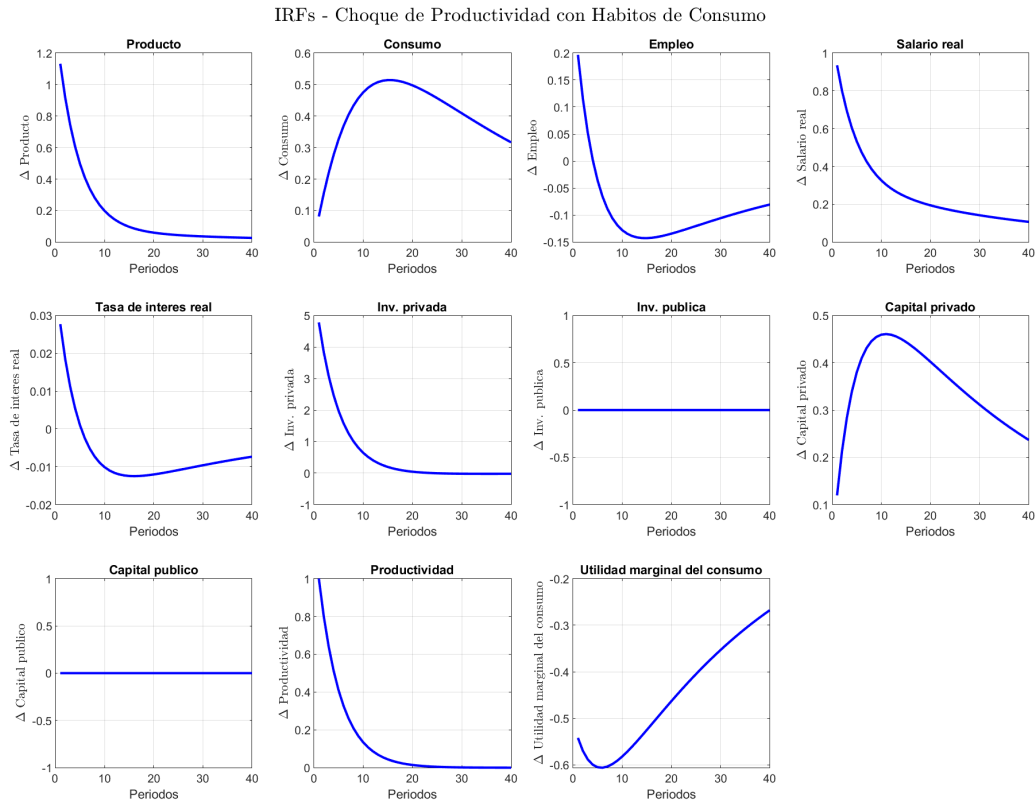 IRFs - Choque de Productividad con Habitos de Consumo
Producto
1.2
1
0.8
0.6
0.4
0.2
0
Δ Producto
0 10 20 30 40
Periodos
Consumo
0.6
0.5
0.4
0.3
0.2
0.1
0
Δ Consumo
0 10 20 30 40
Periodos
Empleo
0.2
0.15
0.1
0.05
0
-0.05
-0.1
-0.15
Δ Empleo
0 10 20 30 40
Periodos
Salario real
1
0.8
0.6
0.4
0.2
0
Δ Salario real
0 10 20 30 40
Periodos
Tasa de interes real
0.03
0.02
0.01
0
-0.01
-0.02
Δ Tasa de interes real
0 10 20 30 40
Periodos
Inv. privada
5
4
3
2
1
0
-1
Δ Inv. privada
0 10 20 30 40
Periodos
Inv. publica
1
0.5
0
-0.5
-1
Δ Inv. publica
0 10 20 30 40
Periodos
Capital privado
0.5
0.4
0.3
0.2
0.1
Δ Capital privado
0 10 20 30 40
Periodos
Capital publico
1
0.5
0
-0.5
-1
Δ Capital publico
0 10 20 30 40
Periodos
Productividad
1
0.8
0.6
0.4
0.2
0
Δ Productividad
0 10 20 30 40
Periodos
Utilidad marginal del consumo
-0.2
-0.3
-0.4
-0.5
-0.6
Δ Utilidad marginal del consumo
0 10 20 30 40
Periodos